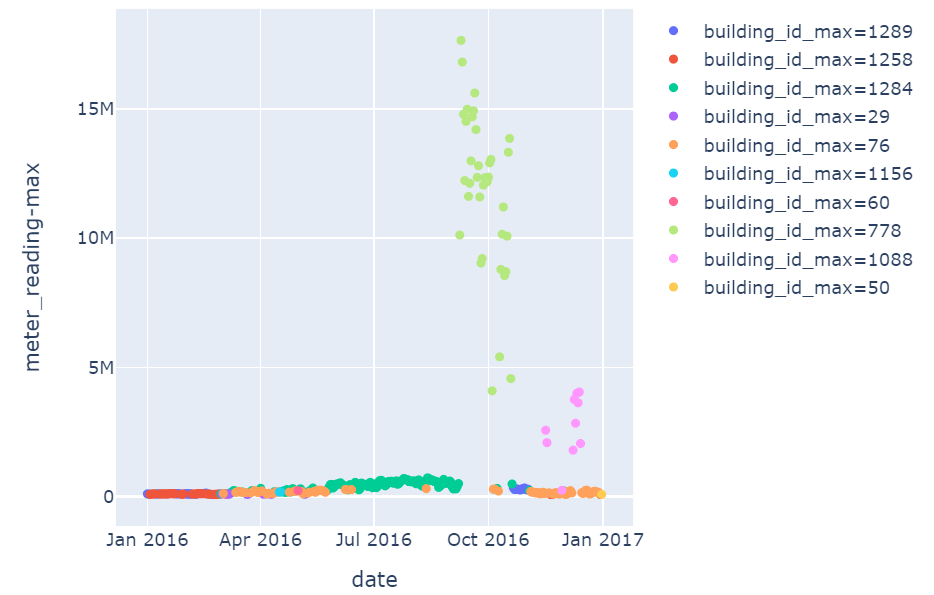 meter_reading-max
15M
10M
5M
0
Jan 2016
Apr 2016
Jul 2016
Oct 2016
Jan 2017
date
building_id_max=1289
building_id_max=1258
building_id_max=1284
building_id_max=29
building_id_max=76
building_id_max=1156
building_id_max=60
building_id_max=778
building_id_max=1088
building_id_max=50